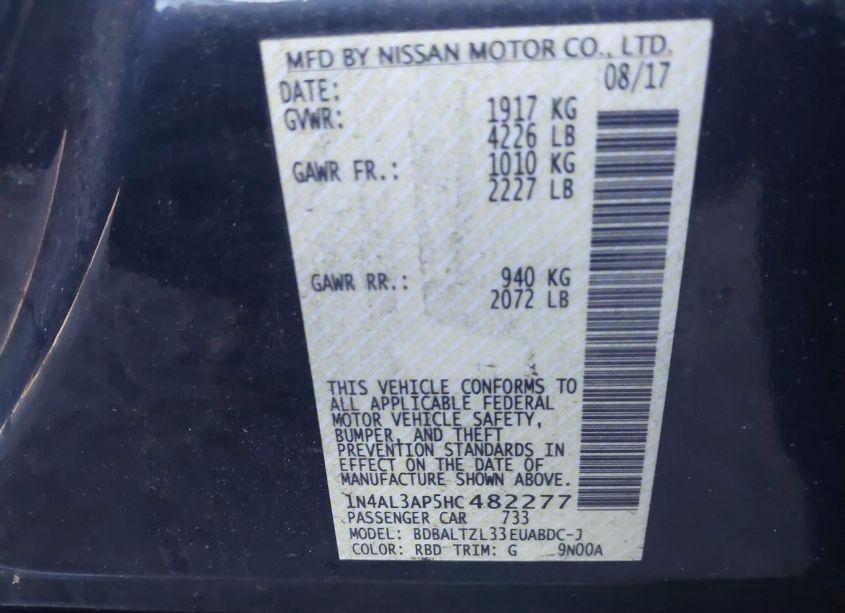 MFD BY NISSAN MOTOR CO., LTD.
DATE: 08/17
GVWR: 1917 KG
4226 LB
GAWR FR.: 1010 KG
2227 LB
GAWR RR.: 940 KG
2072 LB
THIS VEHICLE CONFORMS TO
ALL APPLICABLE FEDERAL
MOTOR VEHICLE SAFETY,
BUMPER, AND THEFT
PREVENTION STANDARDS IN
EFFECT ON THE DATE OF
MANUFACTURE SHOWN ABOVE.
1N4AL3AP5HC482277
PASSENGER CAR 733
MODEL: BDBALTZL33EUABDC-J
COLOR: RBD TRIM: G 9N00A